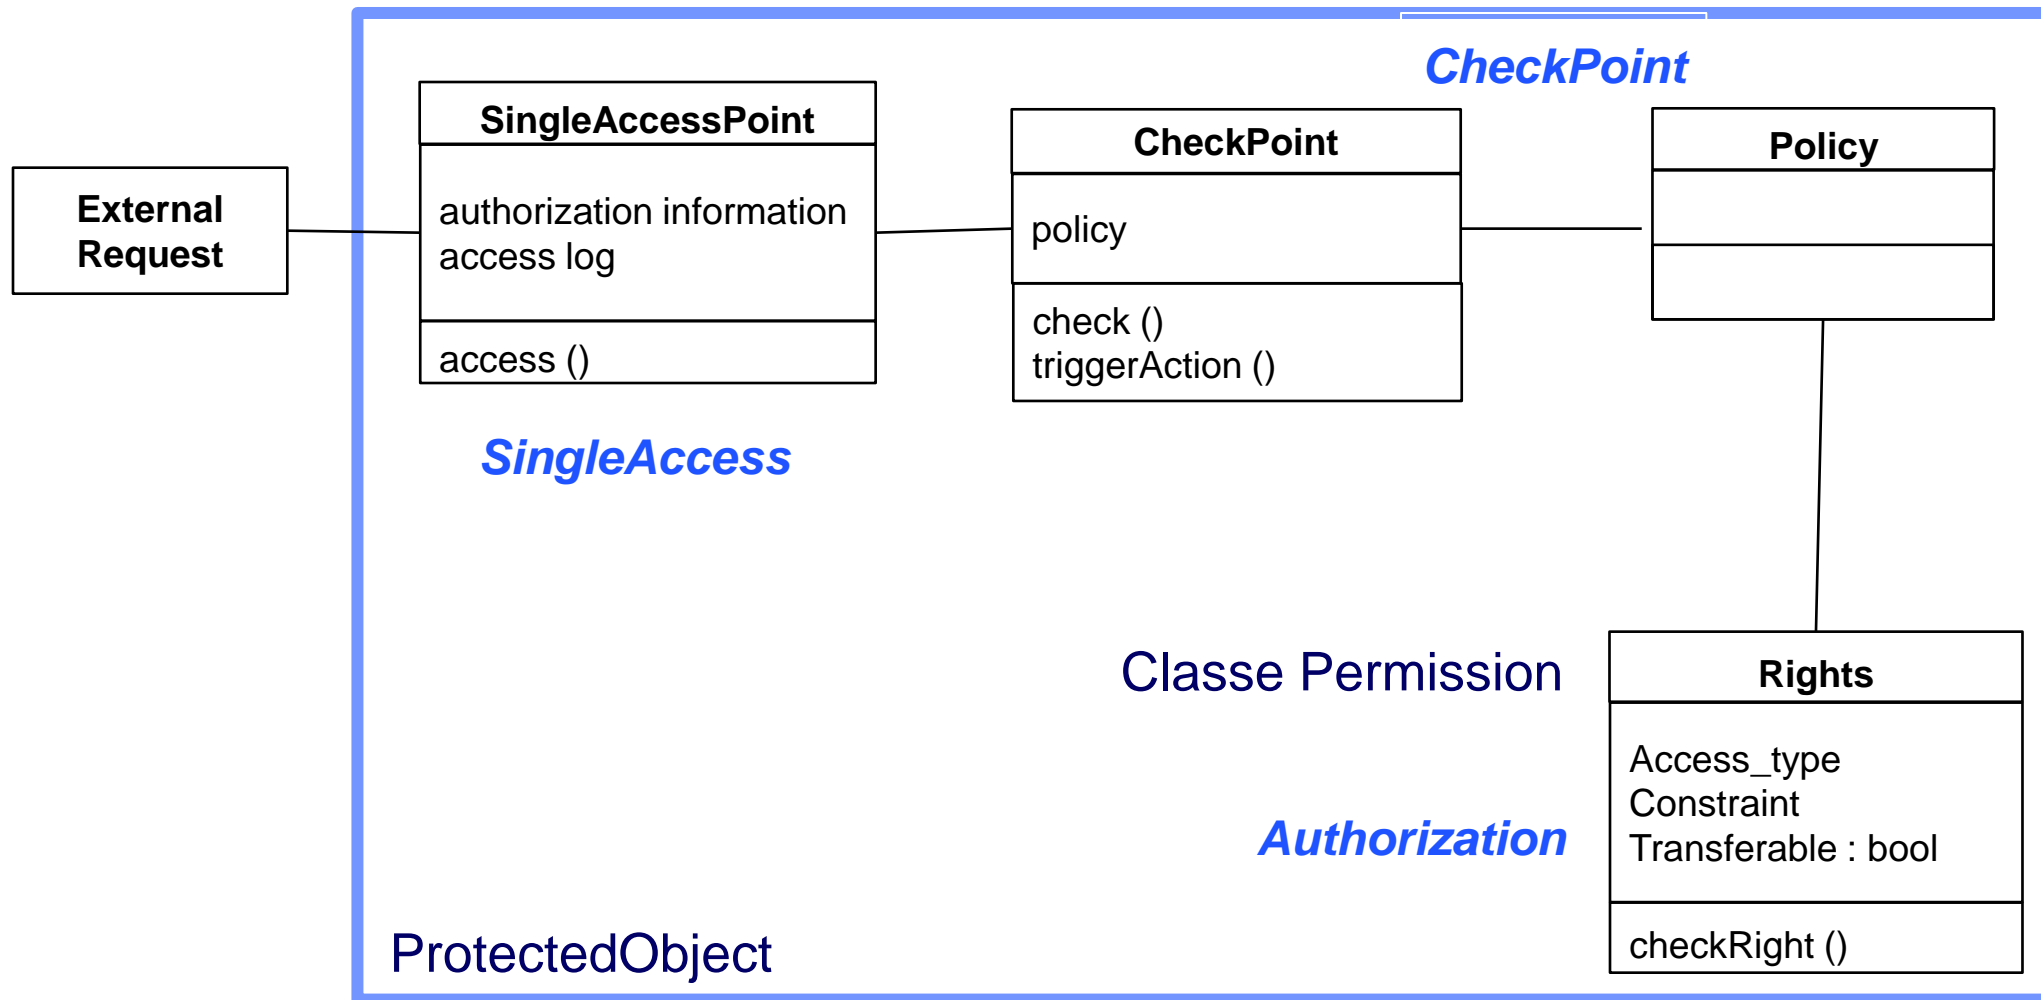 CheckPoint
SingleAccessPoint
authorization information
access log
access ()
CheckPoint
policy
check ()
triggerAction ()
Policy
External
Request
SingleAccess
Classe Permission
Rights
Access_type
Constraint
Transferable : bool
checkRight ()
Authorization
ProtectedObject